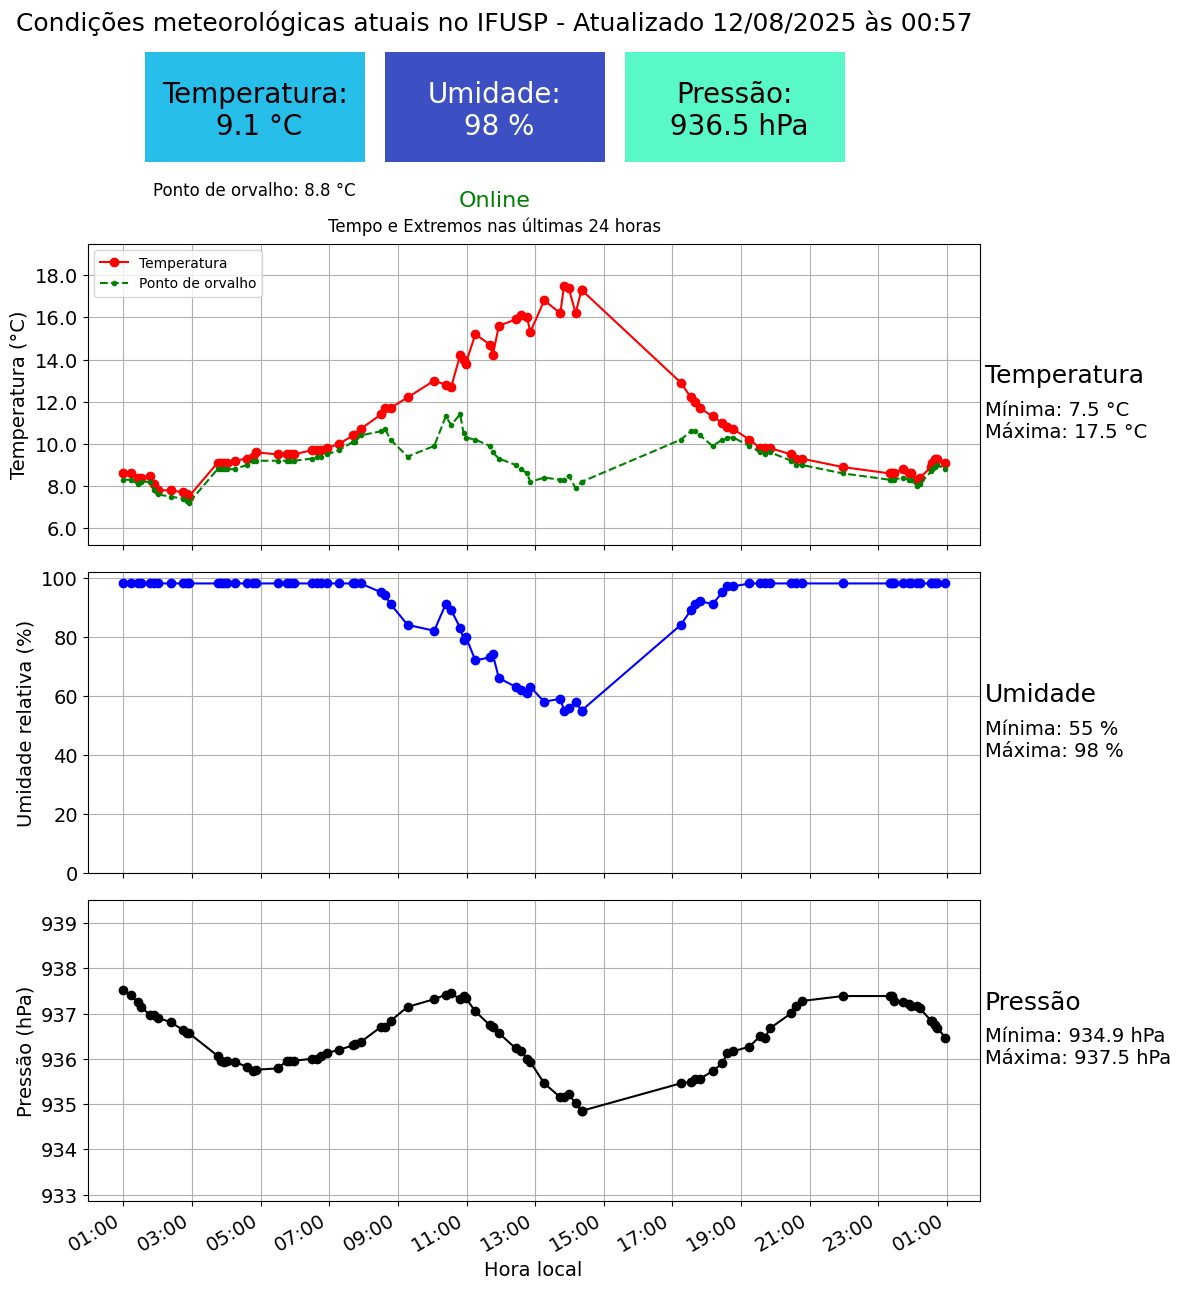 Condições meteorológicas atuais no IFUSP - Atualizado 12/08/2025 às 00:57
Temperatura:
9.1 °C
Umidade:
98 %
Pressão:
936.5 hPa
Ponto de orvalho: 8.8 °C
Online
Tempo e Extremos nas últimas 24 horas
Temperatura
Ponto de orvalho
Temperatura (°C)
18.0
16.0
14.0
12.0
10.0
8.0
6.0
Temperatura
Mínima: 7.5 °C
Máxima: 17.5 °C
Umidade relativa (%)
100
80
60
40
20
0
Umidade
Mínima: 55 %
Máxima: 98 %
Pressão (hPa)
939
938
937
936
935
934
933
Pressão
Mínima: 934.9 hPa
Máxima: 937.5 hPa
01:00
03:00
05:00
07:00
09:00
11:00
13:00
15:00
17:00
19:00
21:00
23:00
01:00
Hora local